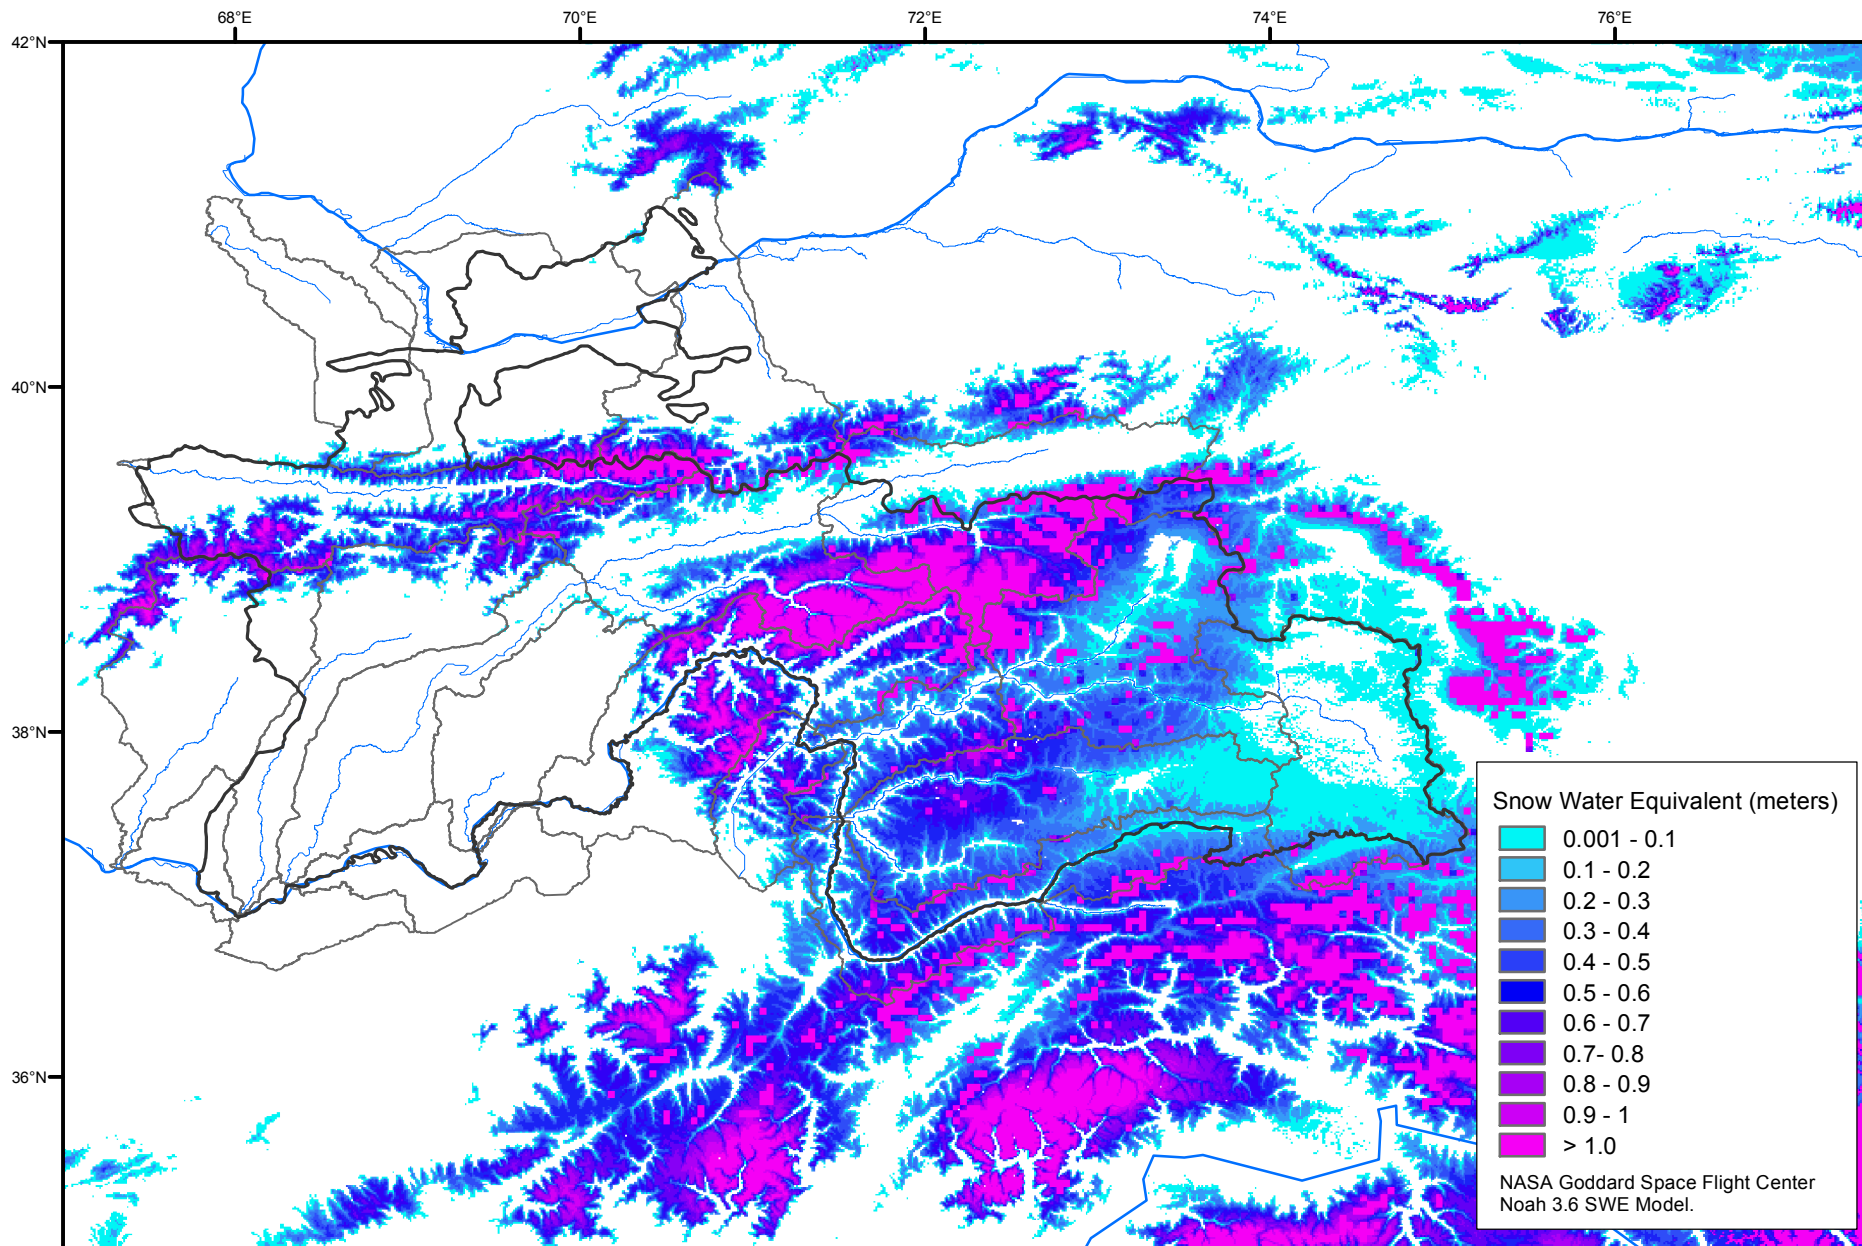 68°E 70°E 72°E 74°E 76°E
42°N
40°N
38°N
36°N
Snow Water Equivalent (meters)
0.001 - 0.1
0.1 - 0.2
0.2 - 0.3
0.3 - 0.4
0.4 - 0.5
0.5 - 0.6
0.6 - 0.7
0.7- 0.8
0.8 - 0.9
0.9 - 1
> 1.0
NASA Goddard Space Flight Center
Noah 3.6 SWE Model.